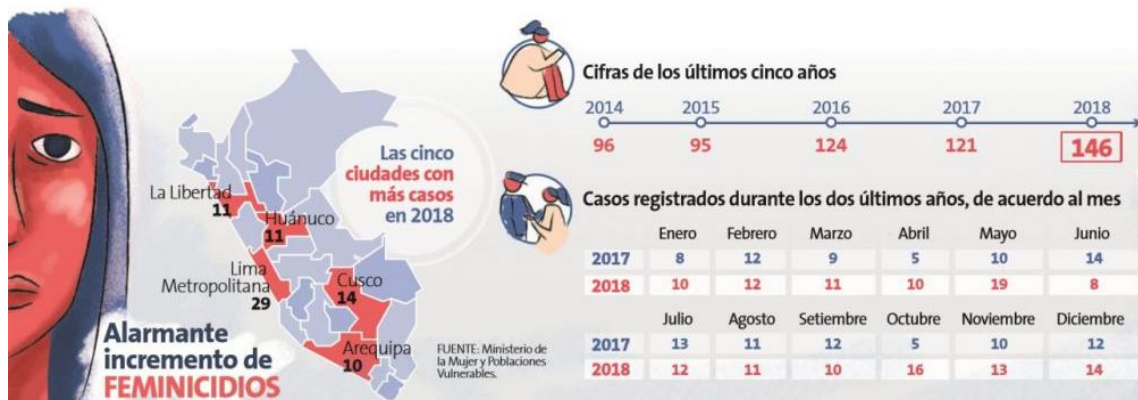 Cifras de los últimos cinco años
2014 2015 2016 2017 2018
96 95 124 121 146
Las cinco
ciudades con
más casos
en 2018
La Libertad
11
Huánuco
11
Lima
Metropolitana
29
Cusco
14
Arequipa
10
Alarmante
incremento de
FEMINICIDIOS
FUENTE: Ministerio de
la Mujer y Poblaciones
Vulnerables.
Casos registrados durante los dos últimos años, de acuerdo al mes
Enero Febrero Marzo Abril Mayo Junio
2017 8 12 9 5 10 14
2018 10 12 11 10 19 8
Julio Agosto Setiembre Octubre Noviembre Diciembre
2017 13 11 12 5 10 12
2018 12 11 10 16 13 14